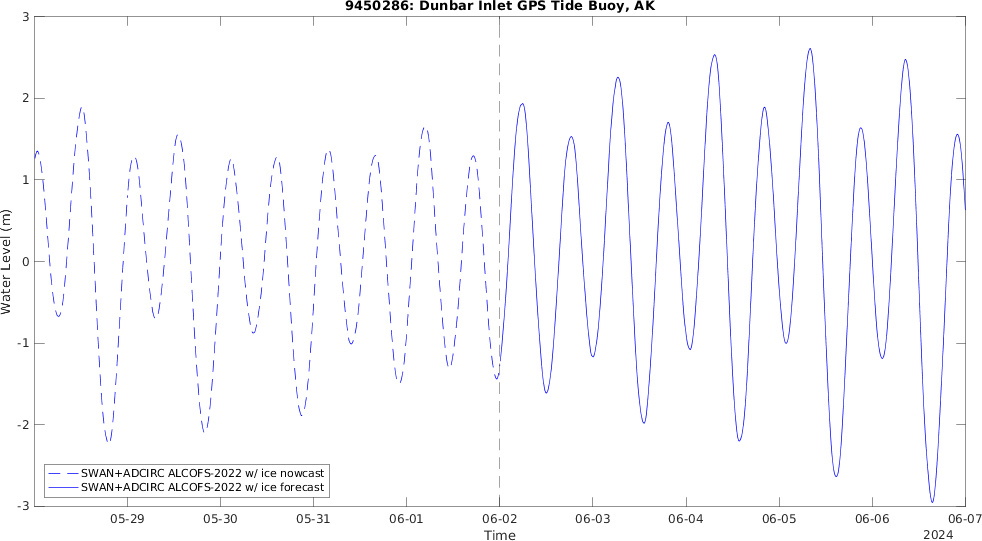 9450286: Dunbar Inlet GPS Tide Buoy, AK
3
2
1
0
-1
-2
-3
Water Level (m)
SWAN+ADCIRC ALCOFS-2022 w/ ice nowcast
SWAN+ADCIRC ALCOFS-2022 w/ ice forecast
05-29 05-30 05-31 06-01 06-02 06-03 06-04 06-05 06-06 06-07
Time
2024